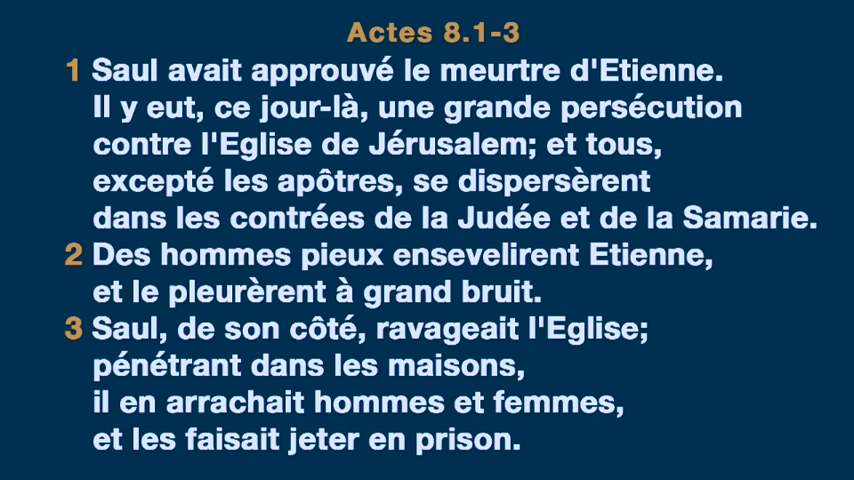 Actes 8.1-3
1 Saul avait approuvé le meurtre d'Etienne.
Il y eut, ce jour-là, une grande persécution
contre l'Eglise de Jérusalem; et tous,
excepté les apôtres, se dispersèrent
dans les contrées de la Judée et de la Samarie.
2 Des hommes pieux ensevelirent Etienne,
et le pleurèrent à grand bruit.
3 Saul, de son côté, ravageait l'Eglise;
pénétrant dans les maisons,
il en arrachait hommes et femmes,
et les faisait jeter en prison.